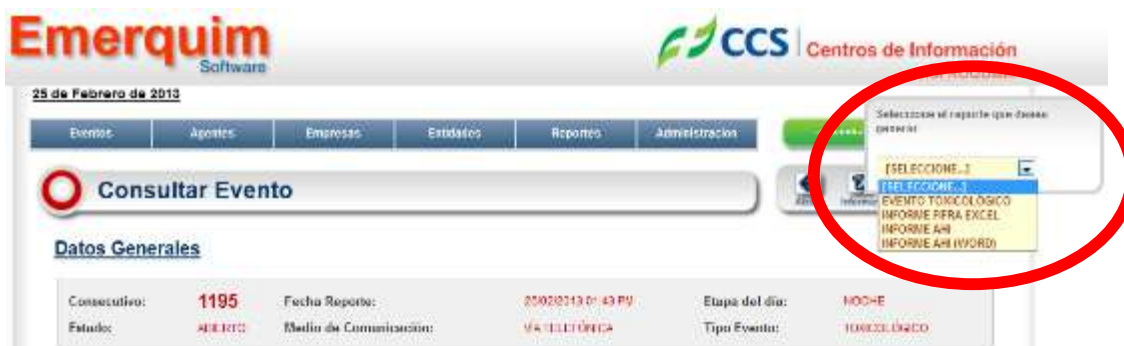 Emerquim
Software
CCS
Centros de Información
25 de Febrero de 2013
Eventos
Agentes
Empresas
Entidades
Reportes
Administracion
Seleccione el reporte que desea
generar
[SELECCIONE..]
[SELECCIONE..]
EVENTO TOXICOLÓGICO
INFORME FIFRA EXCEL
INFORME AHI
INFORME AHI (WORD)
Consultar Evento
Datos Generales
Consecutivo: 1195 Fecha Reporte: 25/02/2013 01:43 PM Etapa del día: NOCHE
Estado: ABIERTO Medio de Comunicación: VÍA TELEFÓNICA Tipo Evento: TOXICOLÓGICO